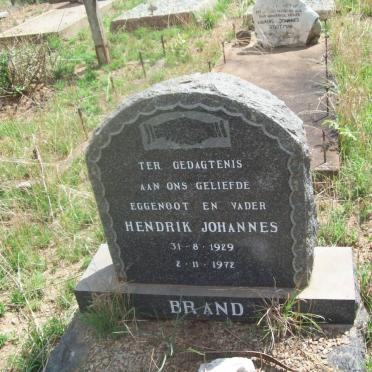 TER GEDAGTENIS
AAN ONS GELIEFDE
EGGENOOT EN VADER
HENDRIK JOHANNES
31-8-1929
2-11-1972
BRAND